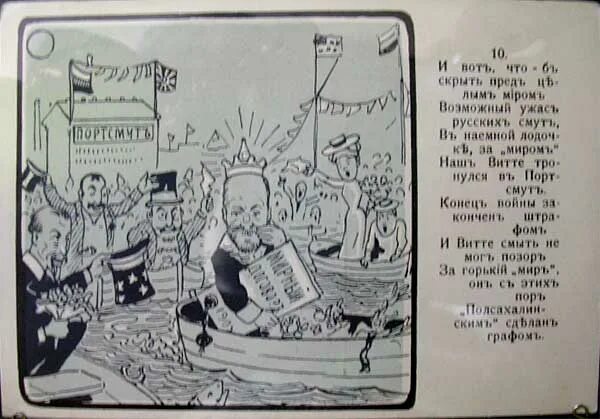 ПОРТСМУТЪ
МИРНЫЙ
ДОГОВОРЪ
10.
И вотъ, что-бъ
скрыть предъ цѣ-
лымъ міромъ
Возможный ужасъ
русскихъ смутъ,
Въ наемной лодоч-
кѣ, за „миромъ“
Нашъ Витте тро-
нулся въ Порт-
смутъ.
Конецъ войны за-
конченъ штра-
фомъ
И Витте смыть не
могъ позоръ
За горькій „миръ“,
онъ съ этихъ
поръ
„Полсахалин-
скимъ“ сдѣланъ
графомъ.